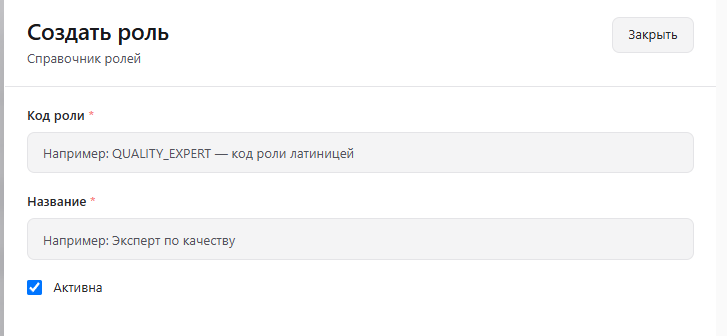 Создать роль
Закрыть
Справочник ролей
Код роли *
Например: QUALITY_EXPERT — код роли латиницей
Название *
Например: Эксперт по качеству
Активна